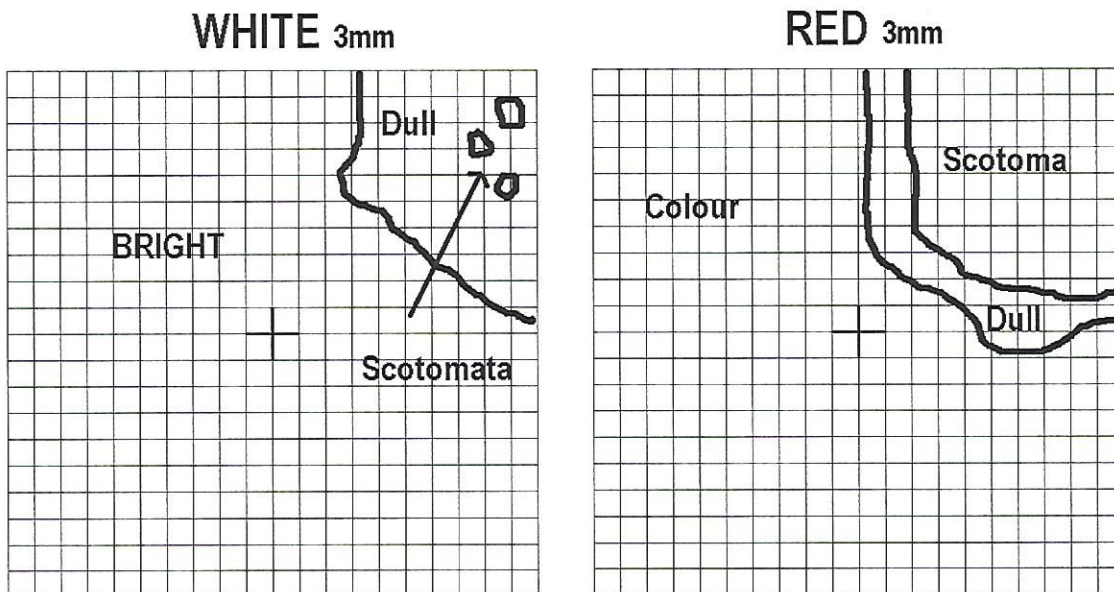 WHITE 3mm
RED 3mm
Dull
BRIGHT
Scotomata
Scotoma
Colour
Dull